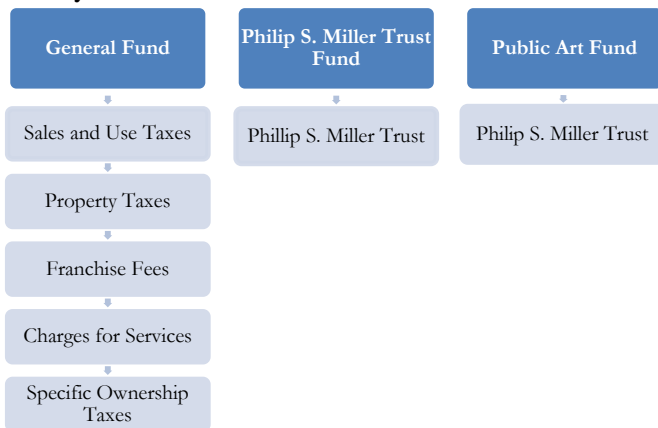 General Fund
Sales and Use Taxes
Property Taxes
Franchise Fees
Charges for Services
Specific Ownership
Taxes
Philip S. Miller Trust
Fund
Phillip S. Miller Trust
Public Art Fund
Philip S. Miller Trust